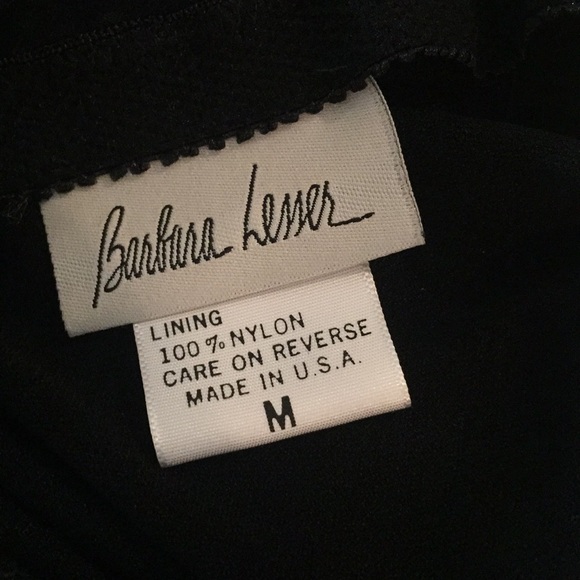 Barbara Lesser
LINING
100% NYLON
CARE ON REVERSE
MADE IN U.S.A.
M